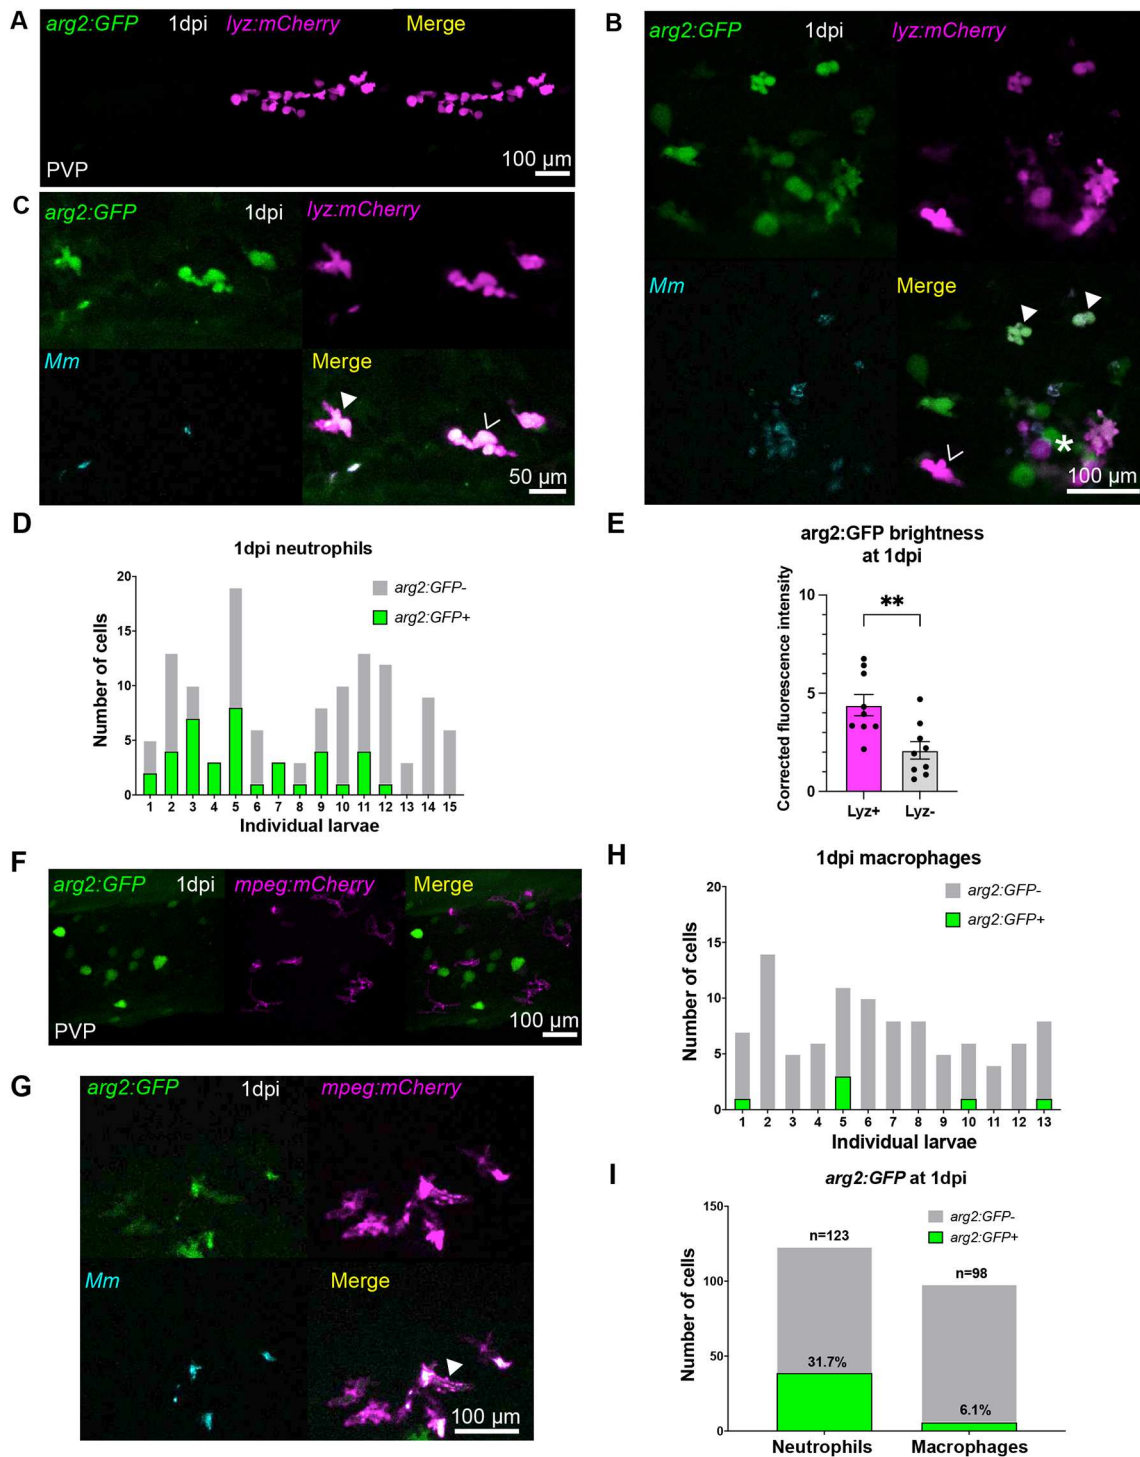 A
arg2:GFP 1dpi lyz:mCherry Merge
PVP
100 µm
B
arg2:GFP 1dpi lyz:mCherry
Mm Merge
100 µm
C
arg2:GFP 1dpi lyz:mCherry
Mm Merge
50 µm
D
1dpi neutrophils
arg2:GFP-
arg2:GFP+
Number of cells
20
15
10
5
0
1 2 3 4 5 6 7 8 9 10 11 12 13 14 15
Individual larvae
E
arg2:GFP brightness
at 1dpi
Corrected fluorescence intensity
**
10
5
0
Lyz+ Lyz-
F
arg2:GFP 1dpi mpeg:mCherry Merge
PVP
100 µm
G
arg2:GFP 1dpi mpeg:mCherry
Mm Merge
100 µm
H
1dpi macrophages
arg2:GFP-
arg2:GFP+
Number of cells
20
15
10
5
0
1 2 3 4 5 6 7 8 9 10 11 12 13
Individual larvae
I
arg2:GFP at 1dpi
arg2:GFP-
arg2:GFP+
Number of cells
150
100
50
0
n=123
n=98
31.7%
6.1%
Neutrophils Macrophages